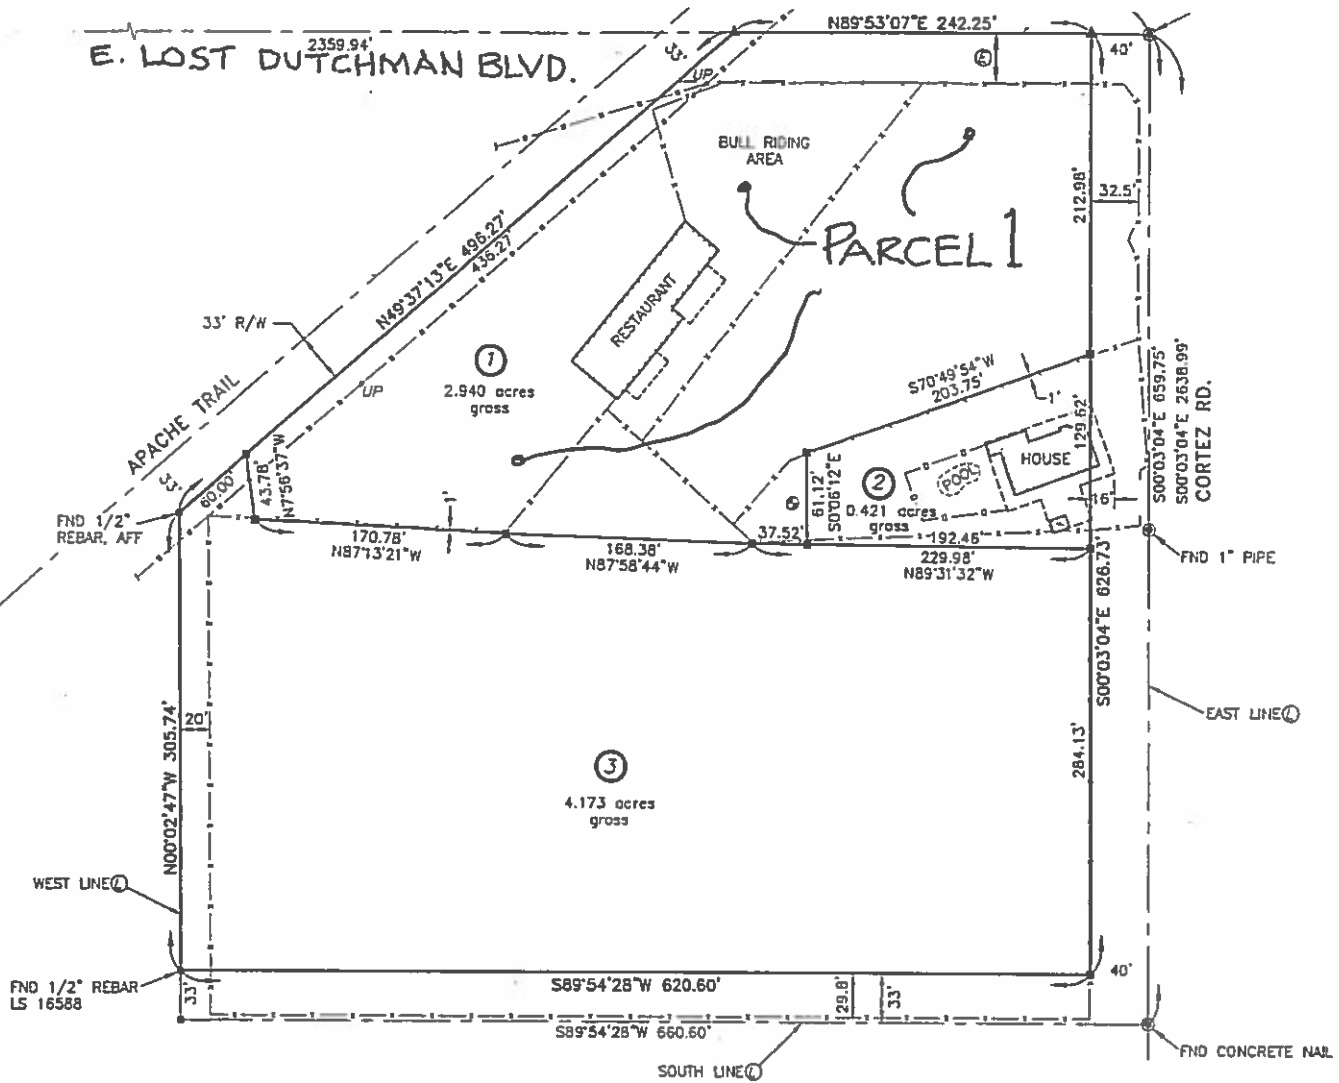 N89°53'07"E 242.25'
2359.94'
E. LOST DUTCHMAN BLVD.
33'
40'
E
UP
BULL RIDING
AREA
212.98'
32.5'
PARCEL 1
N49°37'13"E 496.27'
436.27'
RESTAURANT
33' R/W
1
2.940 acres
gross
UP
APACHE TRAIL
S70°49'54"W
203.75'
1'
129.62'
S00°03'04"E 659.75'
S00°03'04"E 2638.99'
CORTEZ RD.
33'
60.00'
43.78'
N7°56'37"W
FND 1/2"
REBAR, AFF
61.12'
S0°06'12"E
2
0.421 acres
gross
POOL
HOUSE
16'
1'
170.78'
N87°13'21"W
168.38'
N87°58'44"W
37.52'
192.46'
229.98'
N89°31'32"W
FND 1" PIPE
S00°03'04"E 626.73'
EAST LINE
20'
N00°02'47"W 305.74'
284.13'
3
4.173 acres
gross
WEST LINE
FND 1/2" REBAR
LS 16588
33'
S89°54'28"W 620.60'
29.8'
33'
40'
S89°54'28"W 660.60'
SOUTH LINE
FND CONCRETE NAIL